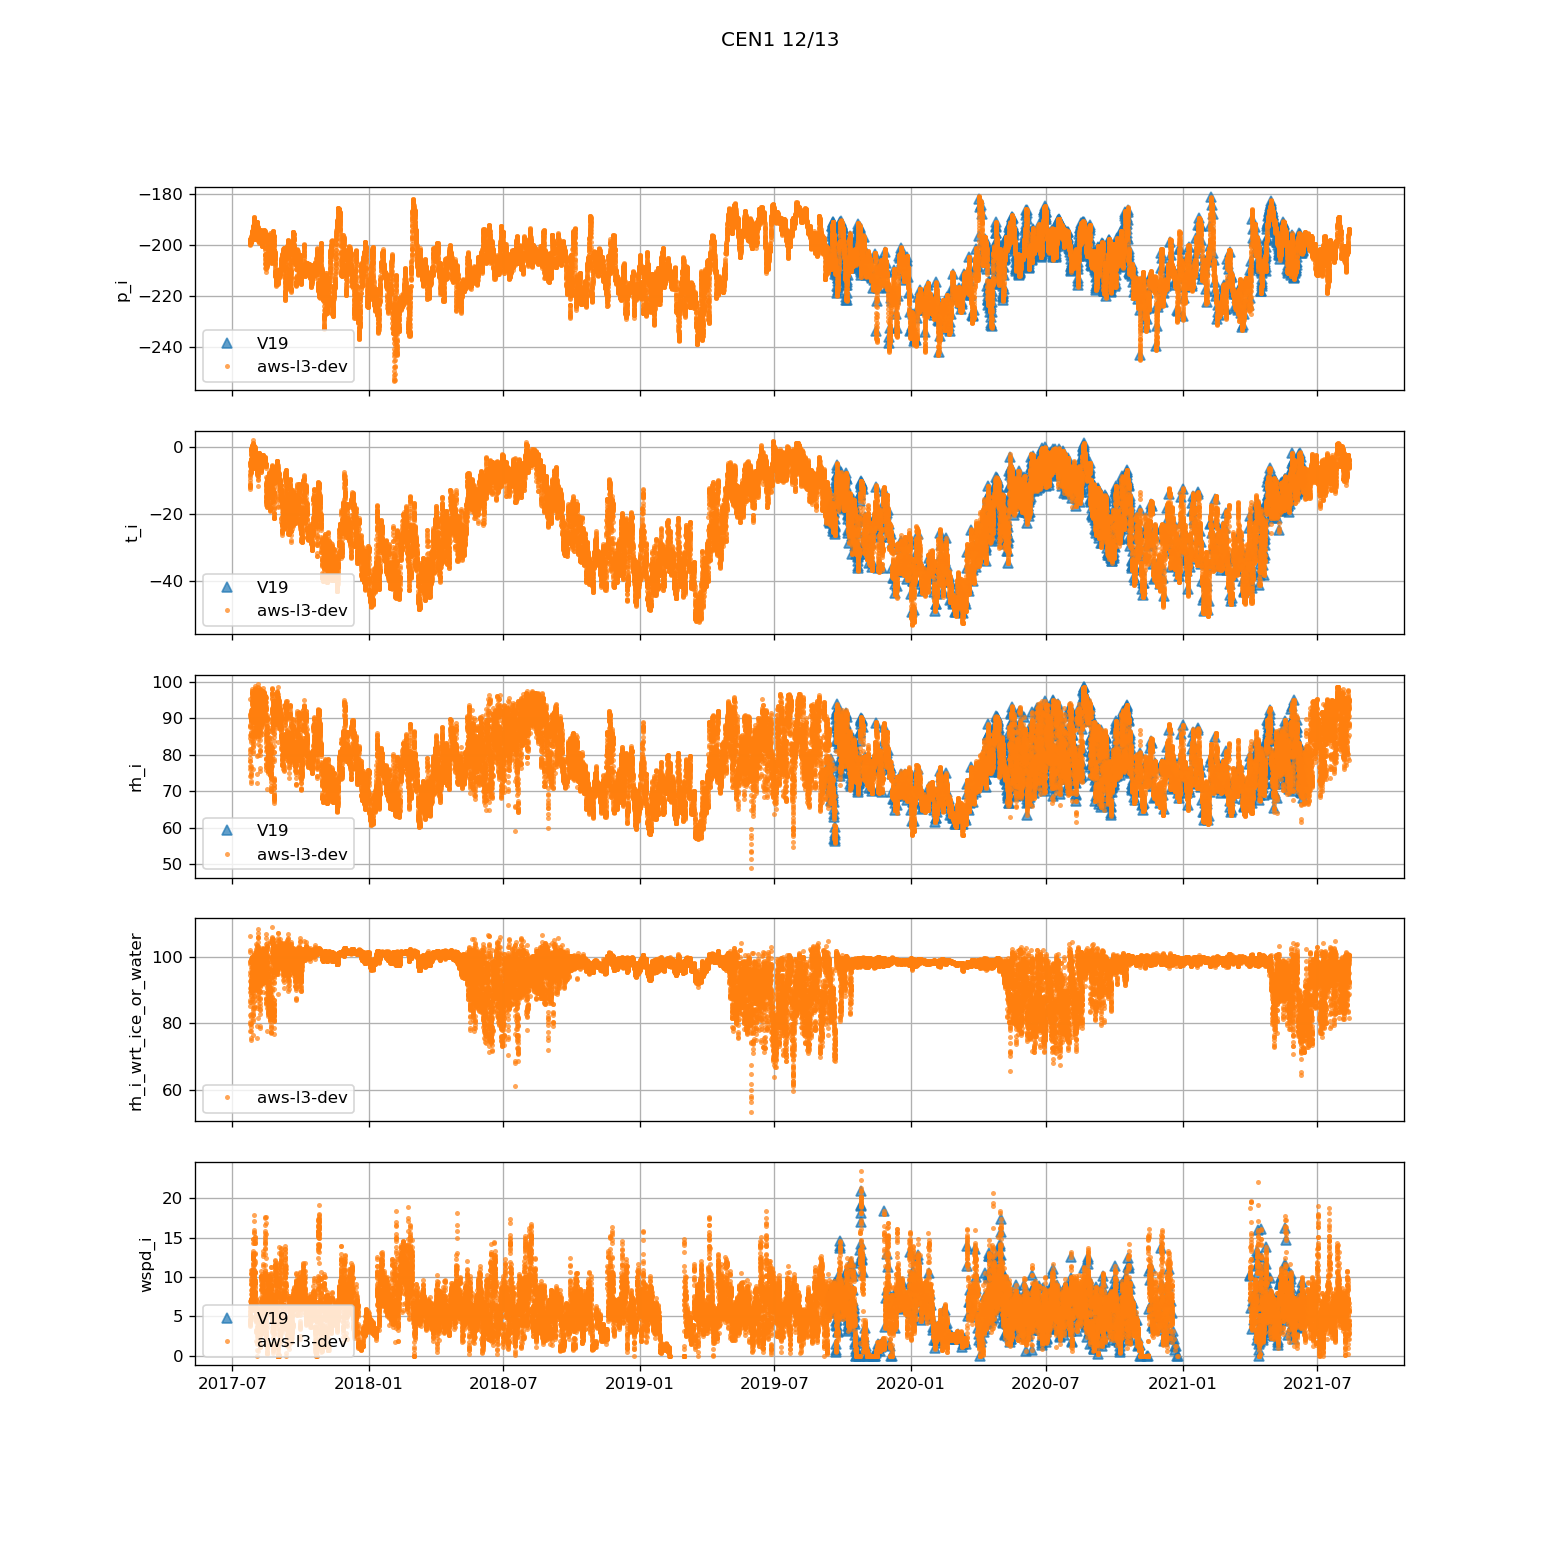 CEN1 12/13
−180
−200
−220
−240
p_i
V19
aws-l3-dev
0
−20
−40
t_i
V19
aws-l3-dev
100
90
80
70
60
50
rh_i
V19
aws-l3-dev
100
80
60
rh_i_wrt_ice_or_water
aws-l3-dev
20
15
10
5
0
wspd_i
V19
aws-l3-dev
2017-07 2018-01 2018-07 2019-01 2019-07 2020-01 2020-07 2021-01 2021-07